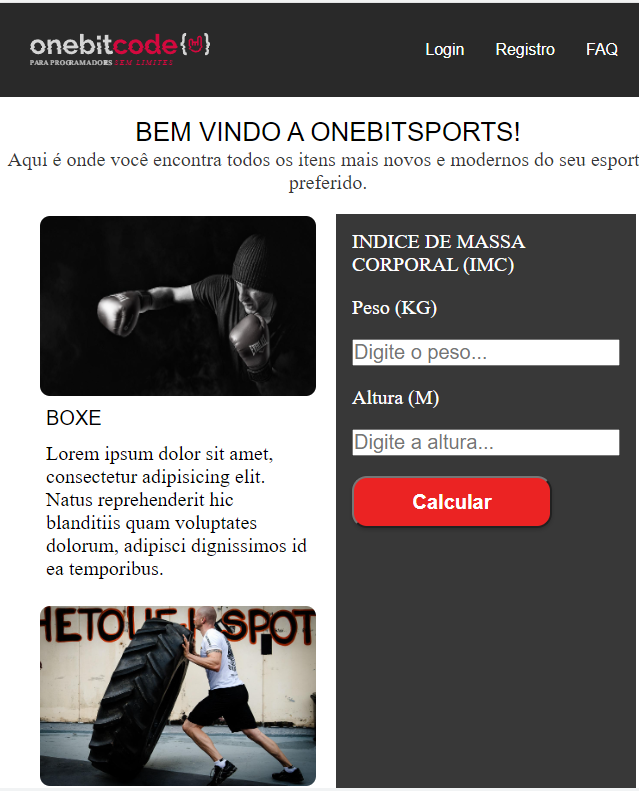 onebitcode{}
PARA PROGRAMADORES SEM LIMITES
Login Registro FAQ
BEM VINDO A ONEBITSPORTS!
Aqui é onde você encontra todos os itens mais novos e modernos do seu esport
preferido.
BOXE
Lorem ipsum dolor sit amet,
consectetur adipisicing elit.
Natus reprehenderit hic
blanditiis quam voluptates
dolorum, adipisci dignissimos id
ea temporibus.
HETO SPOT
INDICE DE MASSA
CORPORAL (IMC)
Peso (KG)
Digite o peso...
Altura (M)
Digite a altura...
Calcular